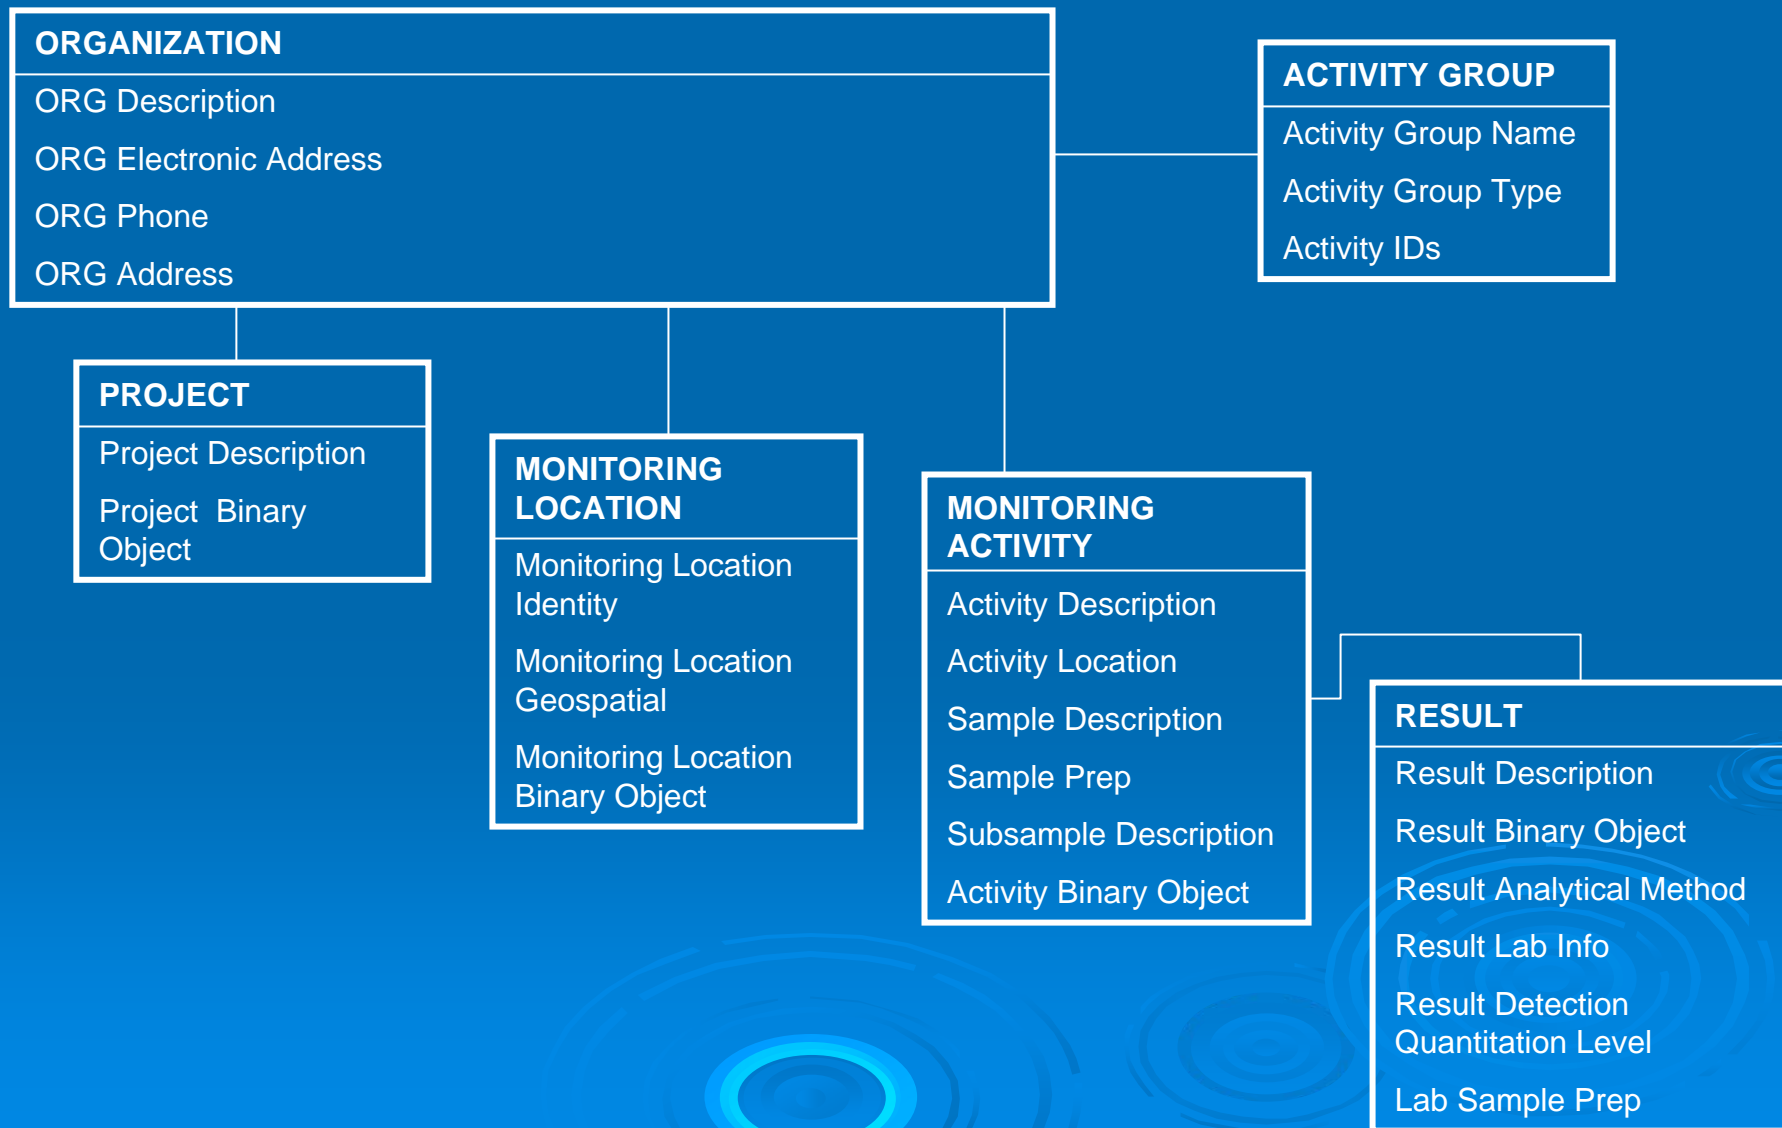 ORGANIZATION
ORG Description
ORG Electronic Address
ORG Phone
ORG Address
ACTIVITY GROUP
Activity Group Name
Activity Group Type
Activity IDs
PROJECT
Project Description
Project Binary
Object
MONITORING
LOCATION
Monitoring Location
Identity
Monitoring Location
Geospatial
Monitoring Location
Binary Object
MONITORING
ACTIVITY
Activity Description
Activity Location
Sample Description
Sample Prep
Subsample Description
Activity Binary Object
RESULT
Result Description
Result Binary Object
Result Analytical Method
Result Lab Info
Result Detection
Quantitation Level
Lab Sample Prep